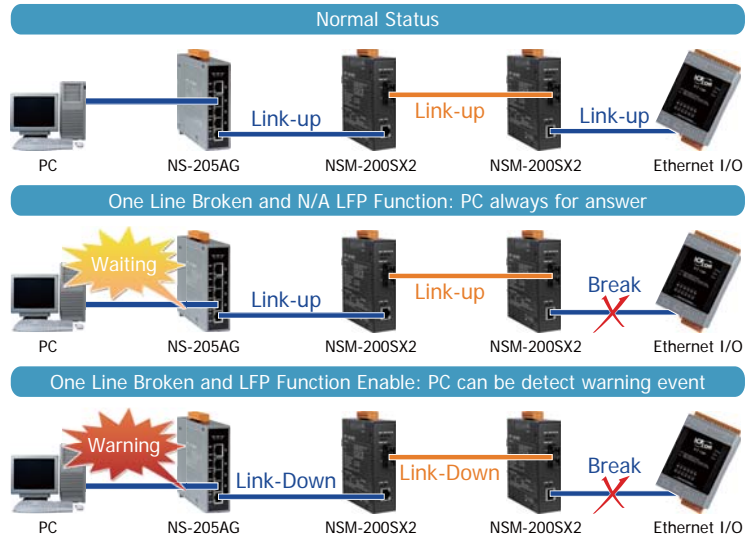 Normal Status
Link-up Link-up Link-up
PC NS-205AG NSM-200SX2 NSM-200SX2 Ethernet I/O
One Line Broken and N/A LFP Function: PC always for answer
Waiting
Link-up Link-up Break
PC NS-205AG NSM-200SX2 NSM-200SX2 Ethernet I/O
One Line Broken and LFP Function Enable: PC can be detect warning event
Warning
Link-Down Link-Down Break
PC NS-205AG NSM-200SX2 NSM-200SX2 Ethernet I/O